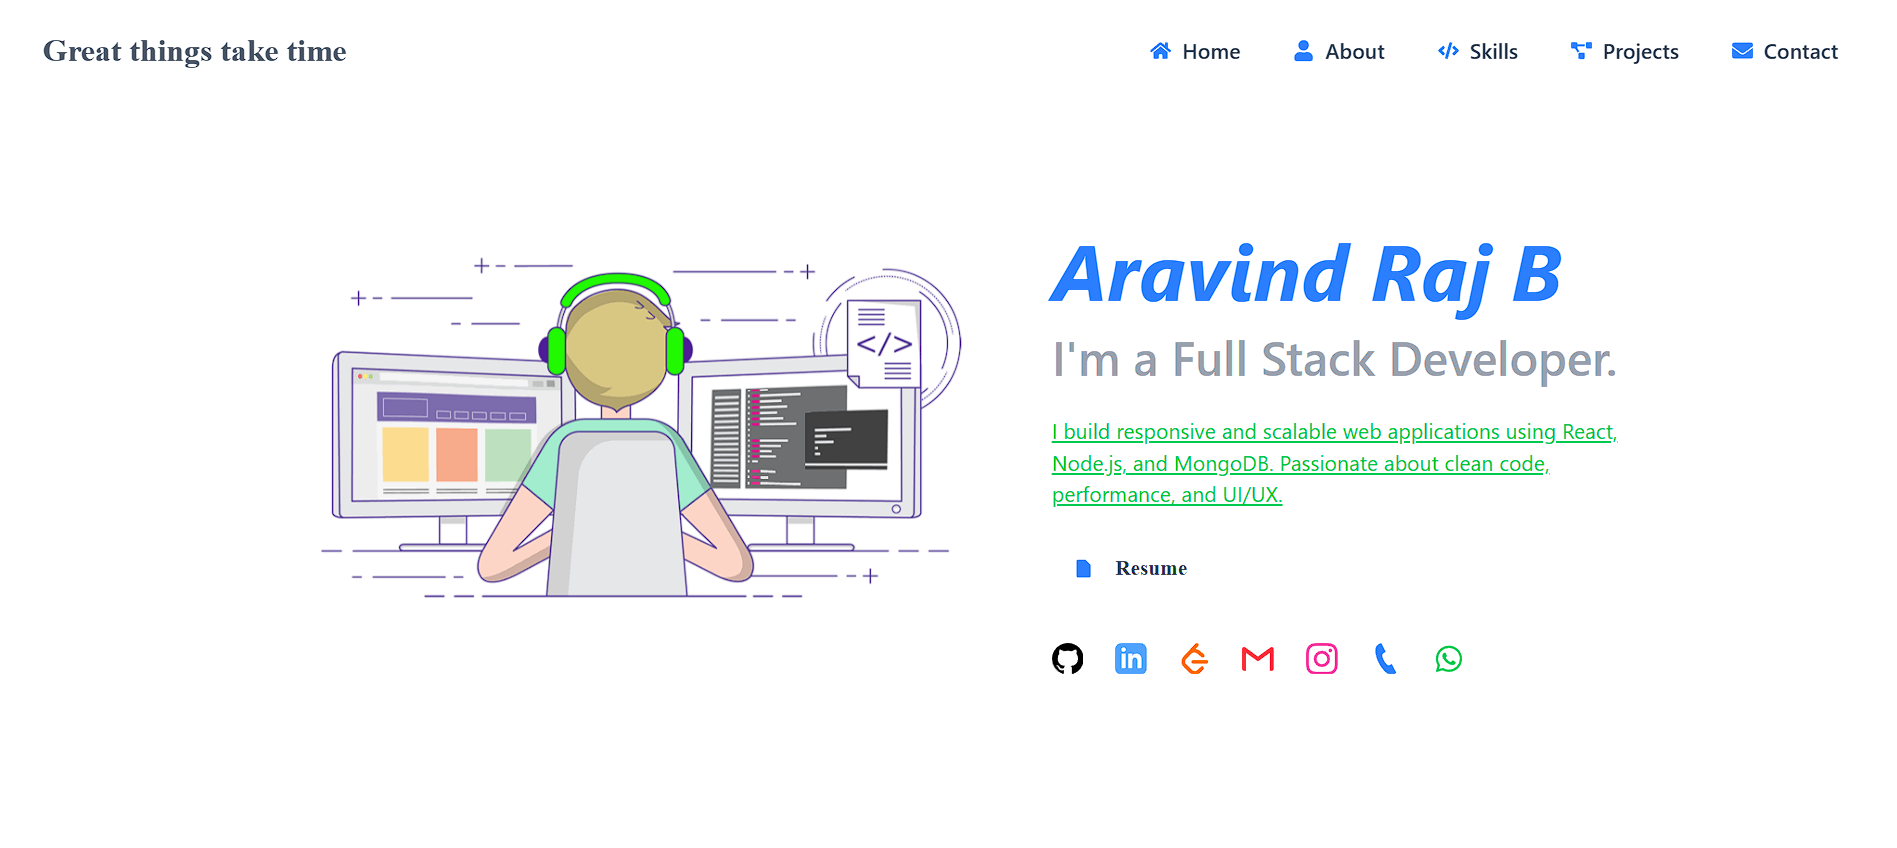 Great things take time
Home
About
Skills
Projects
Contact
</>
Aravind Raj B
I'm a Full Stack Developer.
I build responsive and scalable web applications using React,
Node.js, and MongoDB. Passionate about clean code,
performance, and UI/UX.
Resume
in